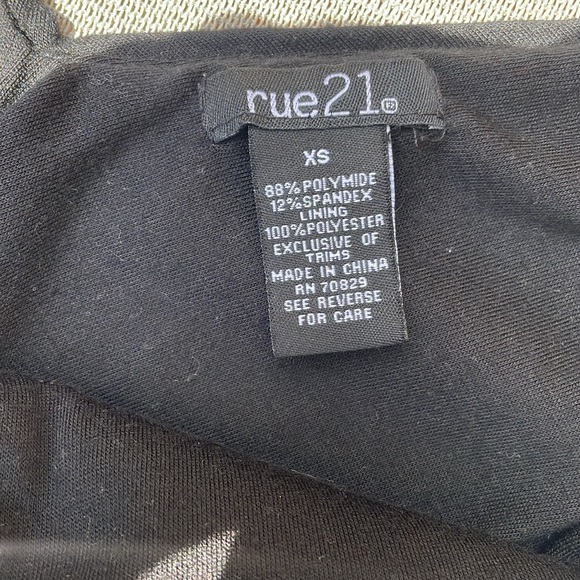 rue21
XS
88% POLYMIDE
12% SPANDEX
LINING
100% POLYESTER
EXCLUSIVE OF
TRIMS
MADE IN CHINA
RN 70829
SEE REVERSE
FOR CARE